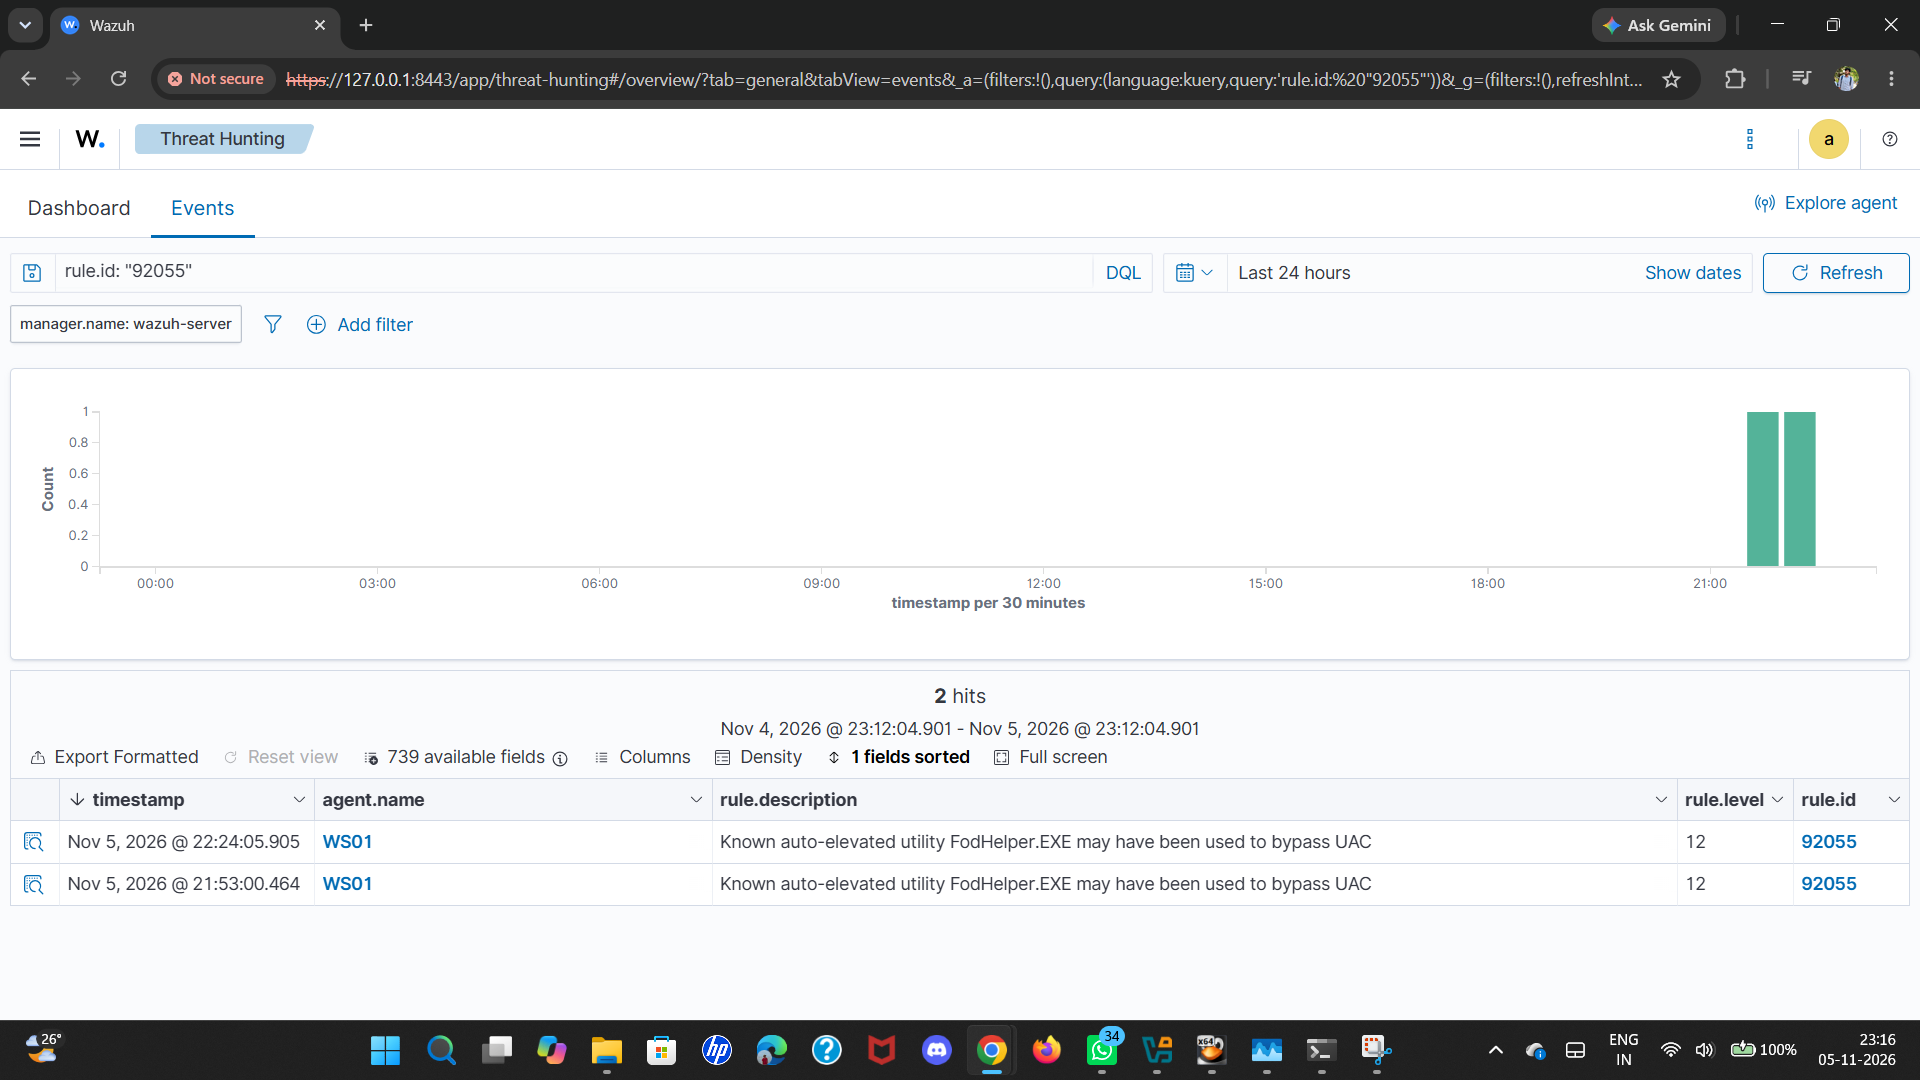 Wazuh
Ask Gemini
Not secure
https://127.0.0.1:8443/app/threat-hunting#/overview/?tab=general&tabView=events&_a=(filters:!(),query:(language:kuery,query:'rule.id:%20"92055"'))&_g=(filters:!(),refreshInt...
W.
Threat Hunting
a
Dashboard
Events
Explore agent
rule.id: "92055"
DQL
Last 24 hours
Show dates
Refresh
manager.name: wazuh-server
Add filter
Count
1
0.8
0.6
0.4
0.2
0
00:00 03:00 06:00 09:00 12:00 15:00 18:00 21:00
timestamp per 30 minutes
2 hits
Nov 4, 2026 @ 23:12:04.901 - Nov 5, 2026 @ 23:12:04.901
Export Formatted Reset view 739 available fields Columns Density 1 fields sorted Full screen
timestamp agent.name rule.description rule.level rule.id
Nov 5, 2026 @ 22:24:05.905 WS01 Known auto-elevated utility FodHelper.EXE may have been used to bypass UAC 12 92055
Nov 5, 2026 @ 21:53:00.464 WS01 Known auto-elevated utility FodHelper.EXE may have been used to bypass UAC 12 92055
26°
hp
34
x64
ENG
IN
100%
23:16
05-11-2026